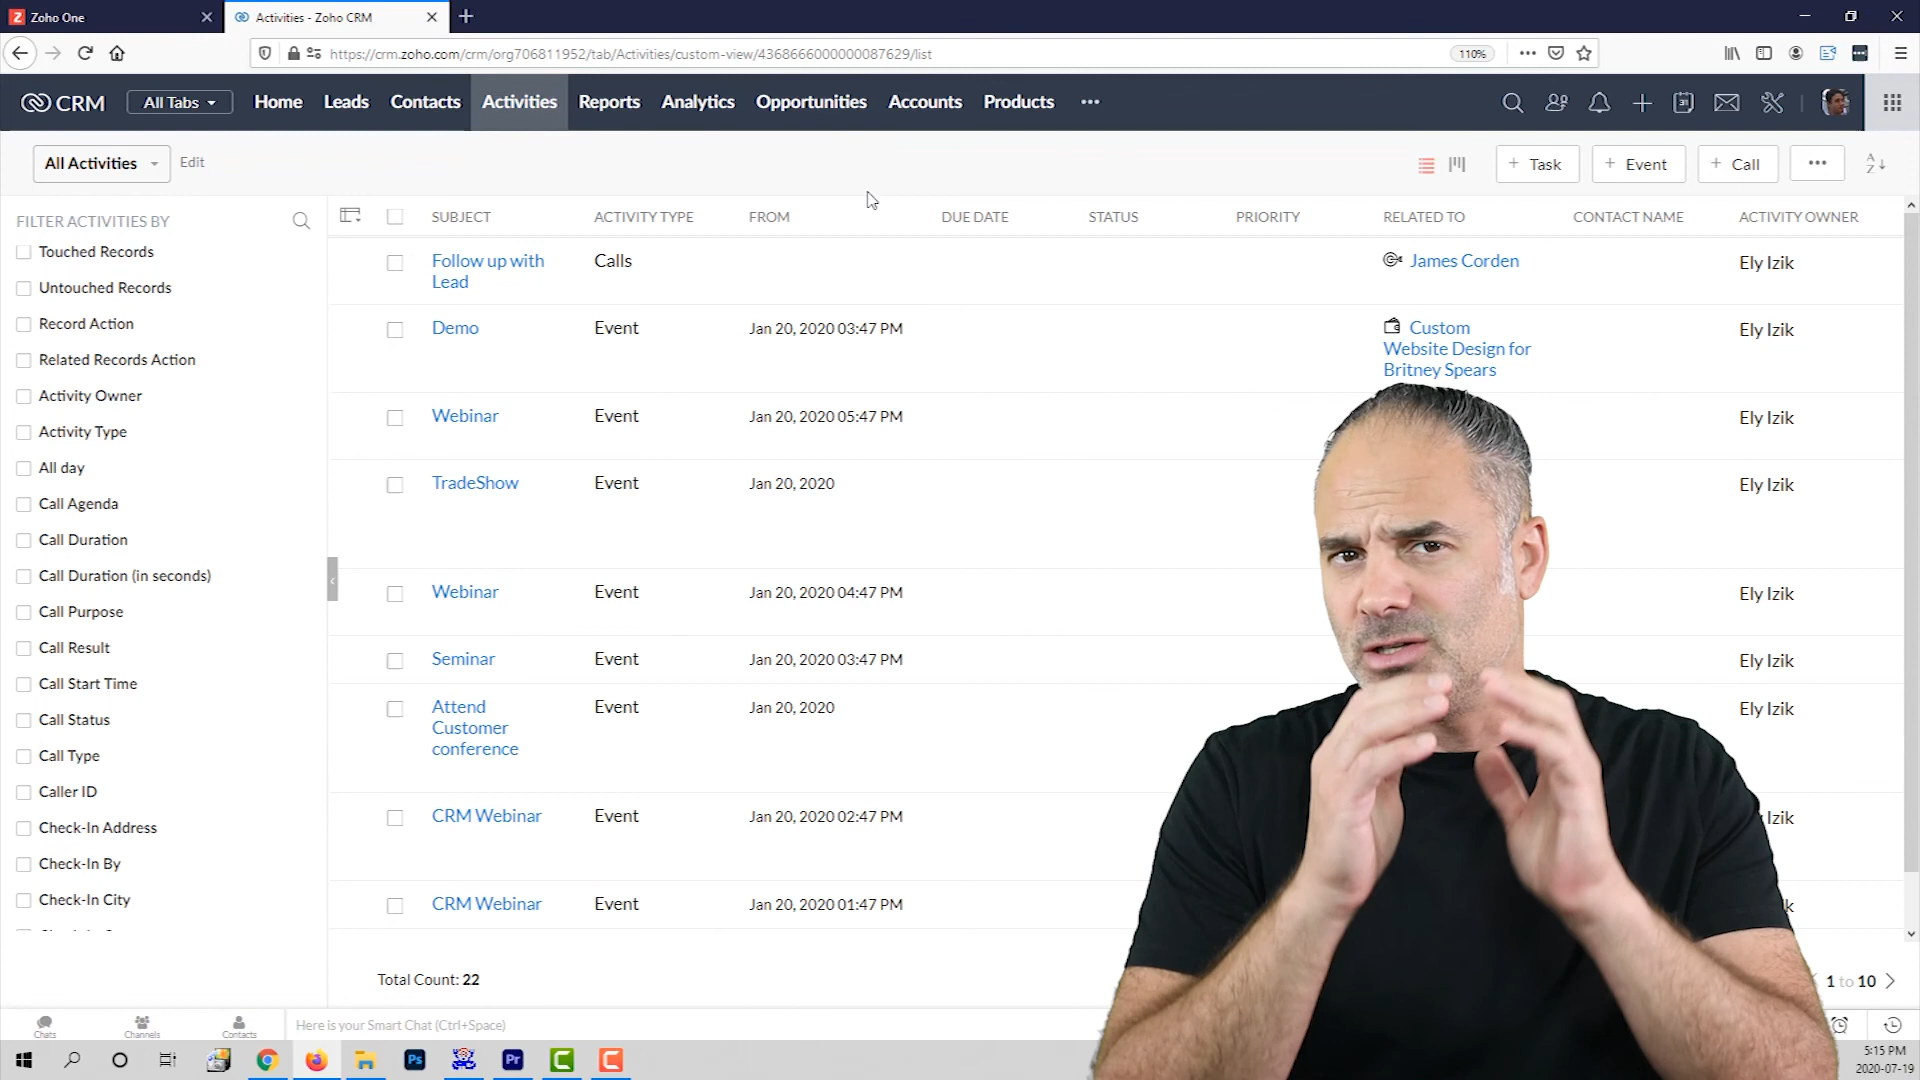 Zoho One
Activities - Zoho CRM
https://crm.zoho.com/crm/org706811952/tab/Activities/custom-view/4368666000000087629/list
110%
CRM
All Tabs
Home
Leads
Contacts
Activities
Reports
Analytics
Opportunities
Accounts
Products
31
All Activities
Edit
+ Task
+ Event
+ Call
A
Z
FILTER ACTIVITIES BY
Touched Records
Untouched Records
Record Action
Related Records Action
Activity Owner
Activity Type
All day
Call Agenda
Call Duration
Call Duration (in seconds)
Call Purpose
Call Result
Call Start Time
Call Status
Call Type
Caller ID
Check-In Address
Check-In By
Check-In City
SUBJECT ACTIVITY TYPE FROM DUE DATE STATUS PRIORITY RELATED TO CONTACT NAME ACTIVITY OWNER
Follow up with Calls James Corden Ely Izik
Lead
Demo Event Jan 20, 2020 03:47 PM Custom Ely Izik
Website Design for
Britney Spears
Webinar Event Jan 20, 2020 05:47 PM Ely Izik
TradeShow Event Jan 20, 2020 Ely Izik
Webinar Event Jan 20, 2020 04:47 PM Ely Izik
Seminar Event Jan 20, 2020 03:47 PM Ely Izik
Attend Event Jan 20, 2020 Ely Izik
Customer
conference
CRM Webinar Event Jan 20, 2020 02:47 PM Izik
CRM Webinar Event Jan 20, 2020 01:47 PM k
Total Count: 22
1 to 10
Chats
Channels
Contacts
Here is your Smart Chat (Ctrl+Space)
Ps
Pr
C
C
5:15 PM
2020-07-19